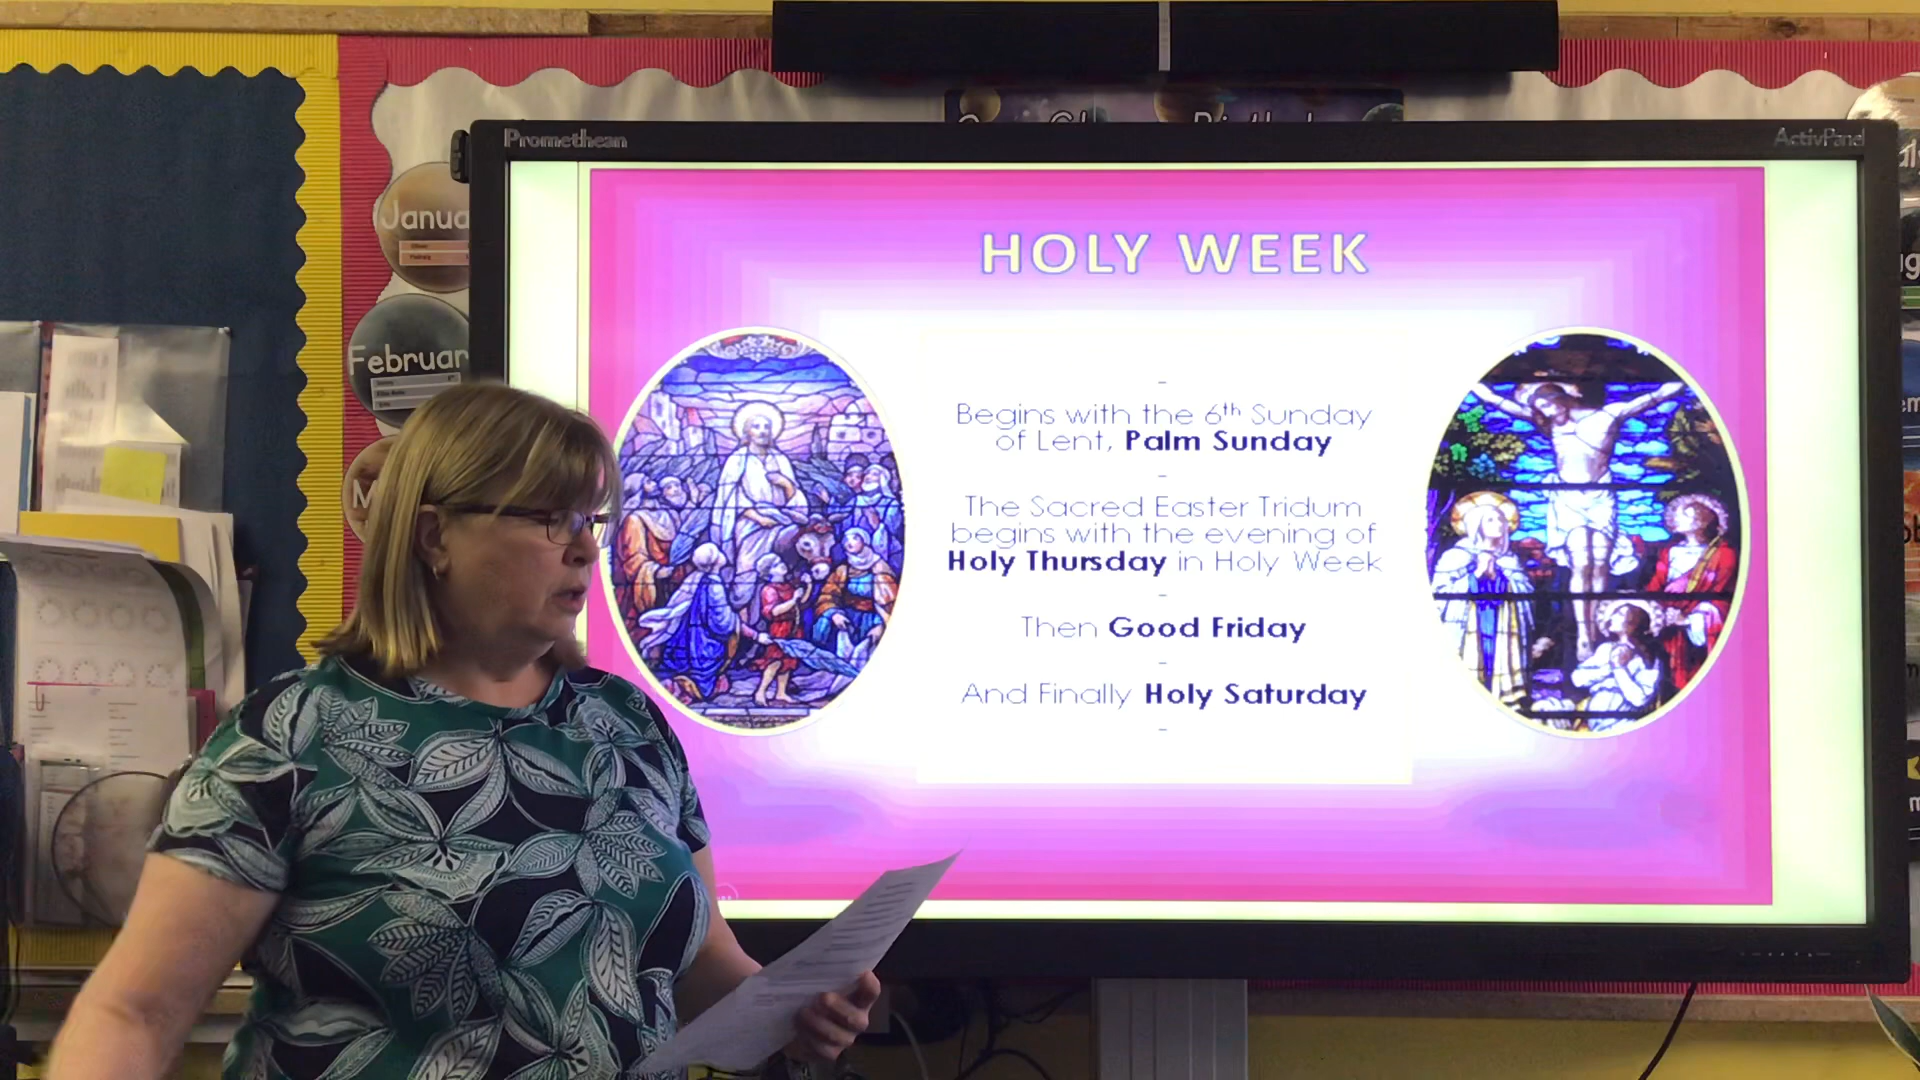 Promethean
ActivPanel
Janua
Februar
HOLY WEEK
-
Begins with the 6th Sunday
of Lent, Palm Sunday
-
The Sacred Easter Tridum
begins with the evening of
Holy Thursday in Holy Week
-
Then Good Friday
-
And Finally Holy Saturday
-